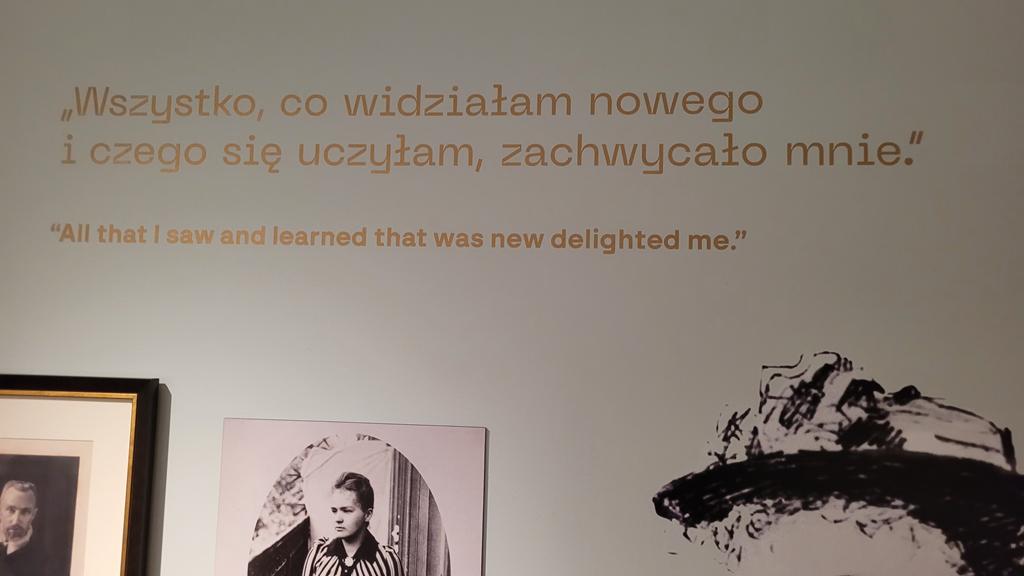 „Wszystko, co widziałam nowego
i czego się uczyłam, zachwycało mnie.”
“All that I saw and learned that was new delighted me.”